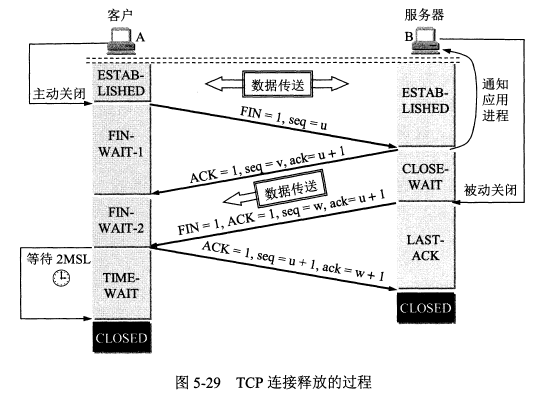 客户
服务器
A
B
ESTAB-
LISHED
数据传送
ESTAB-
LISHED
通知
应用
进程
主动关闭
FIN = 1, seq = u
FIN-
WAIT-1
ACK = 1, seq = v, ack= u + 1
CLOSE-
WAIT
数据传送
被动关闭
FIN-
WAIT-2
FIN = 1, ACK = 1, seq = w, ack= u + 1
LAST-
ACK
等待 2MSL
ACK = 1, seq = u + 1, ack = w + 1
TIME-
WAIT
CLOSED
CLOSED
图 5-29 TCP 连接释放的过程